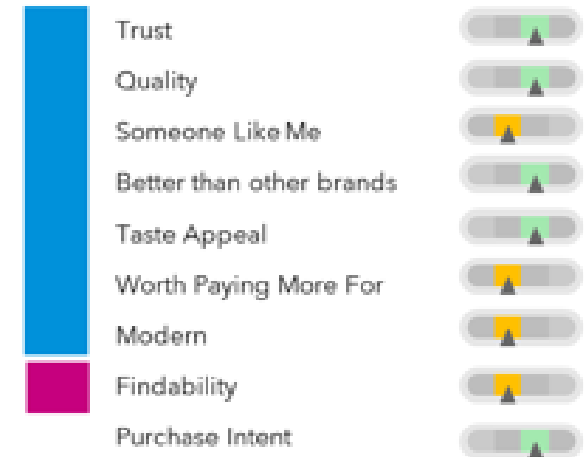 Trust
Quality
Someone Like Me
Better than other brands
Taste Appeal
Worth Paying More For
Modern
Findability
Purchase Intent